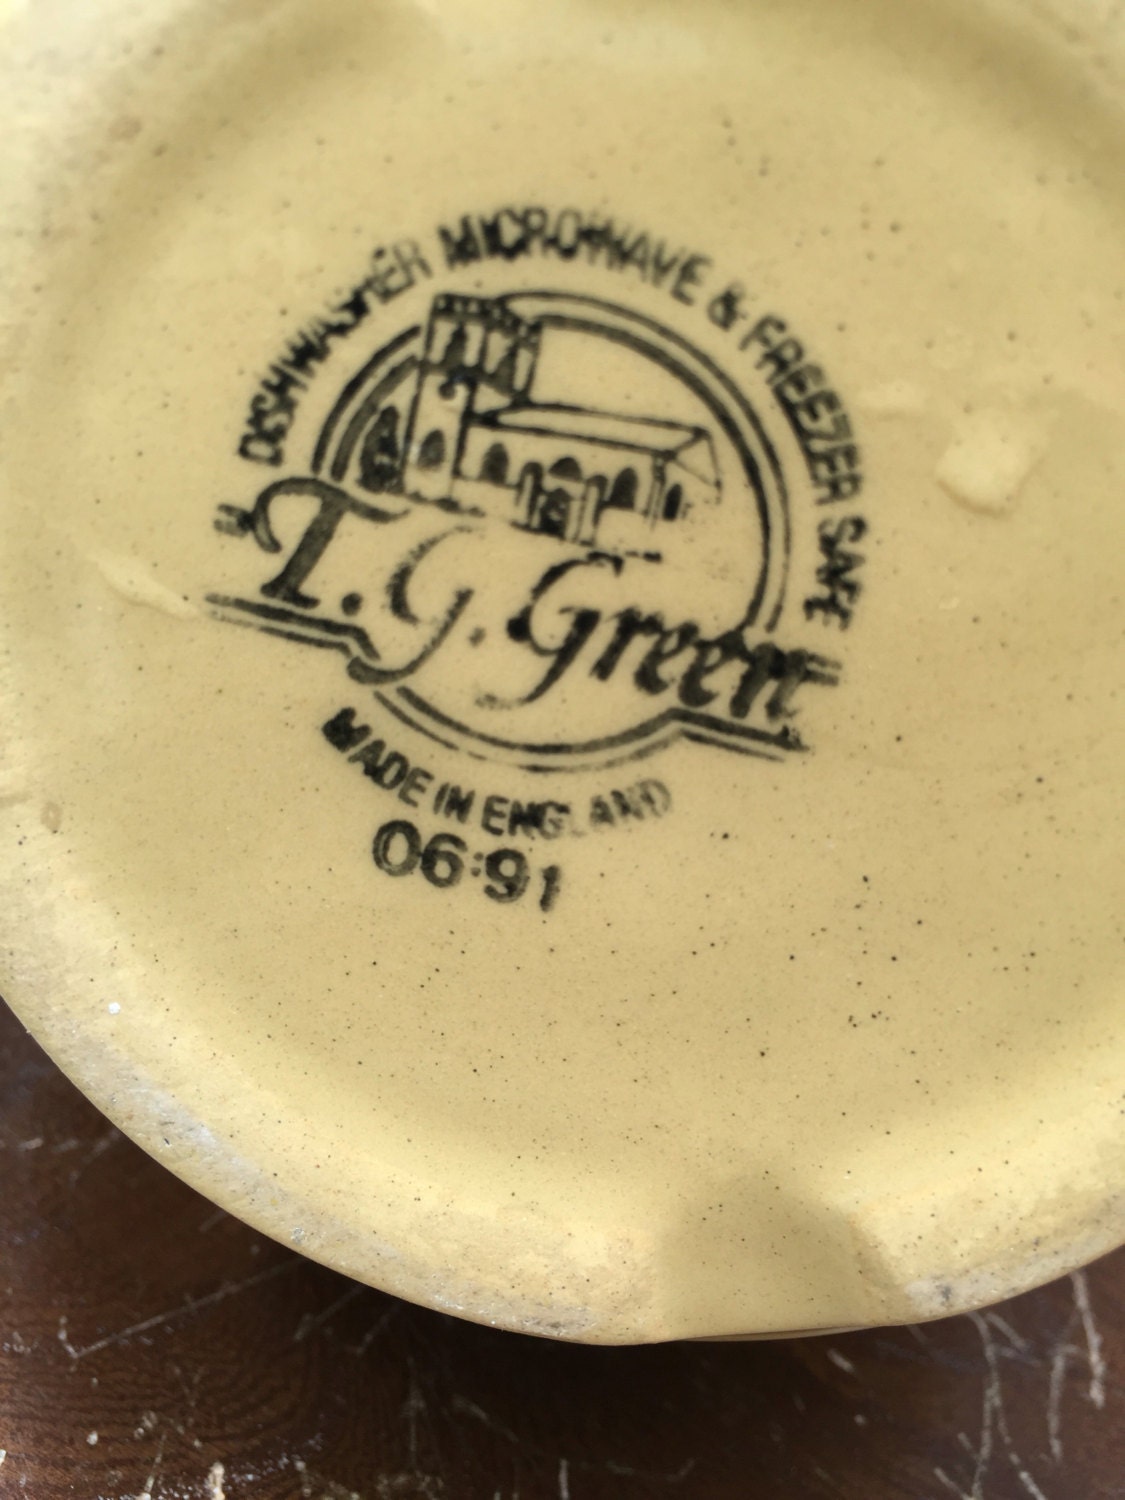 DISHWASHER MICROWAVE & FREEZER SAFE
T.G.Green
MADE IN ENGLAND
06:91